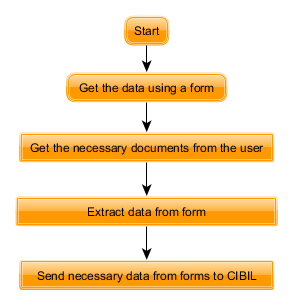 Start
Get the data using a form
Get the necessary documents from the user
Extract data from form
Send necessary data from forms to CIBIL